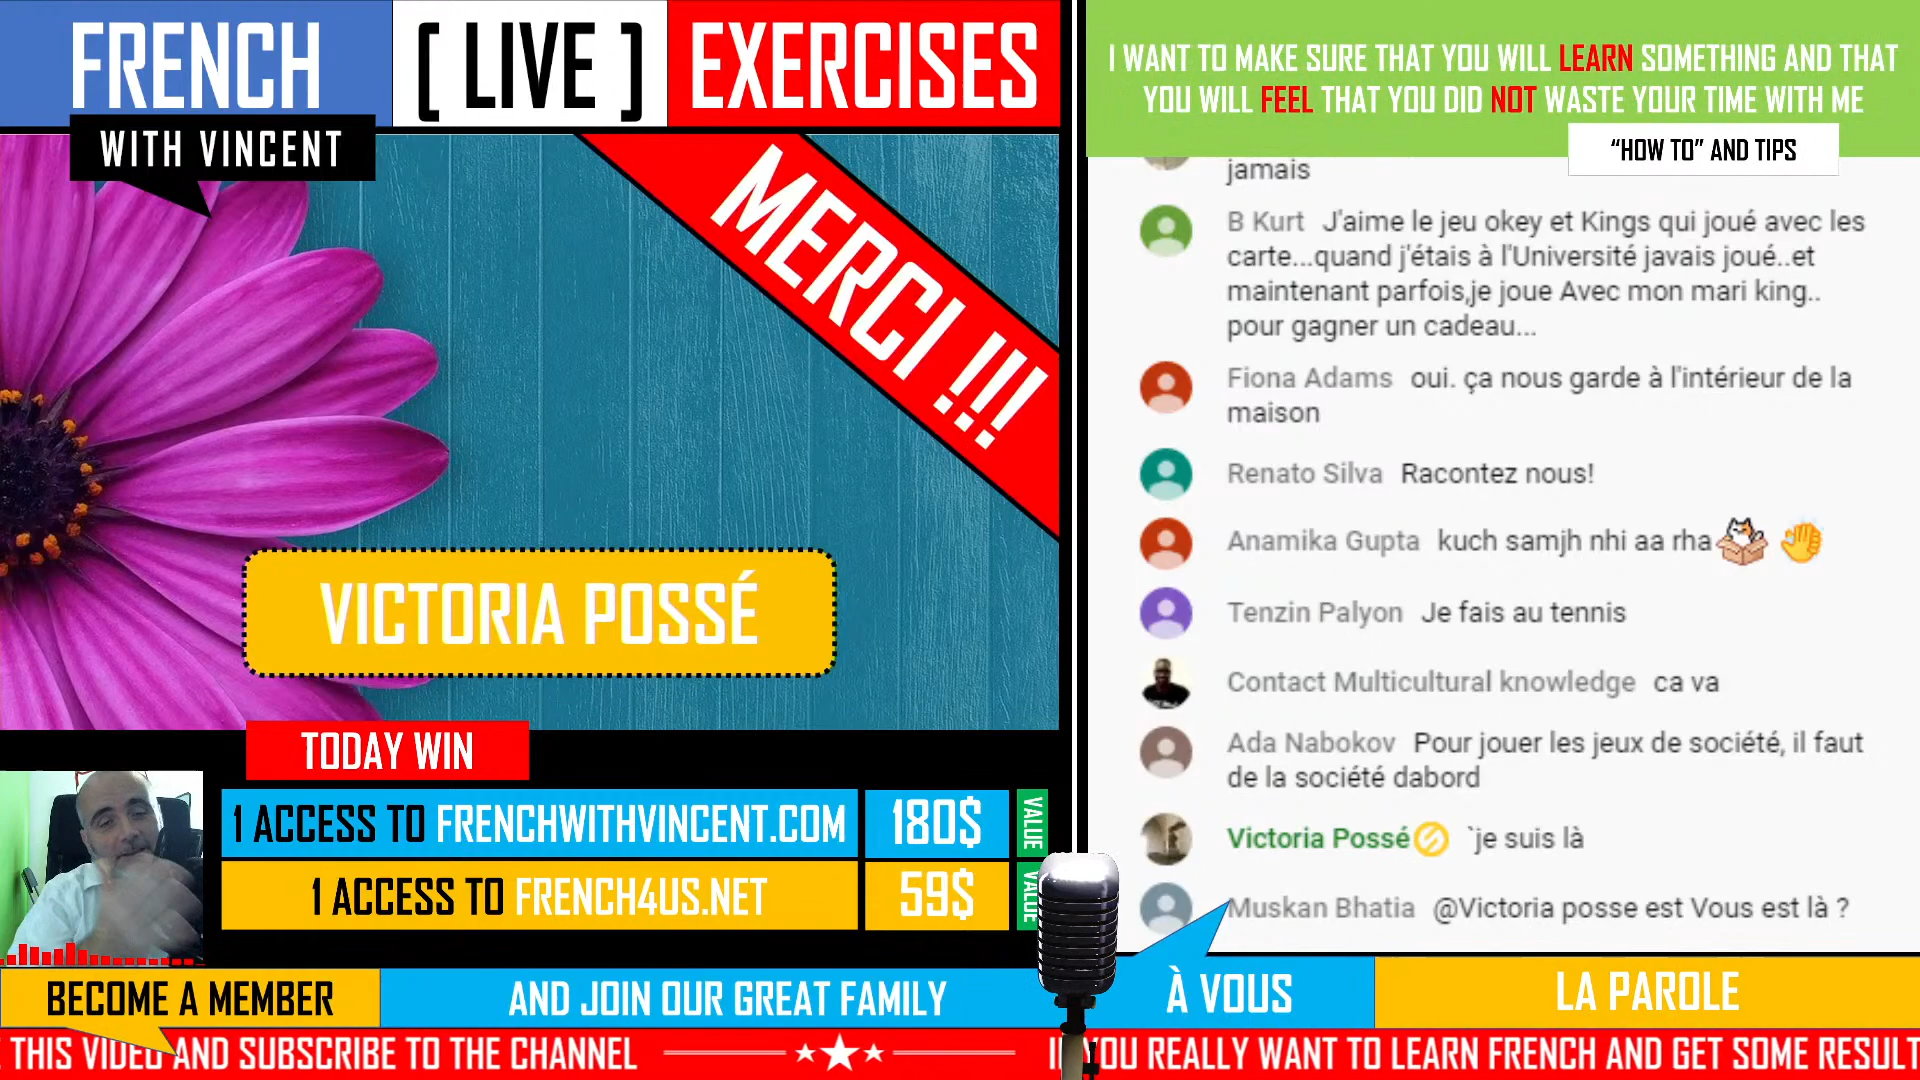 FRENCH [ LIVE ] EXERCISES
WITH VINCENT
MERCI !!!
VICTORIA POSSÉ
TODAY WIN
1 ACCESS TO FRENCHWITHVINCENT.COM 180$ VALUE
1 ACCESS TO FRENCH4US.NET 59$ VALUE
BECOME A MEMBER AND JOIN OUR GREAT FAMILY
I WANT TO MAKE SURE THAT YOU WILL LEARN SOMETHING AND THAT
YOU WILL FEEL THAT YOU DID NOT WASTE YOUR TIME WITH ME
“HOW TO” AND TIPS
jamais
B Kurt J'aime le jeu okey et Kings qui joué avec les
carte...quand j'étais à l'Université javais joué..et
maintenant parfois,je joue Avec mon mari king..
pour gagner un cadeau...
Fiona Adams oui. ça nous garde à l'intérieur de la
maison
Renato Silva Racontez nous!
Anamika Gupta kuch samjh nhi aa rha
Tenzin Palyon Je fais au tennis
Contact Multicultural knowledge ca va
Ada Nabokov Pour jouer les jeux de société, il faut
de la société dabord
Victoria Possé `je suis là
Muskan Bhatia @Victoria posse est Vous est là ?
À VOUS LA PAROLE
THIS VIDEO AND SUBSCRIBE TO THE CHANNEL YOU REALLY WANT TO LEARN FRENCH AND GET SOME RESULT